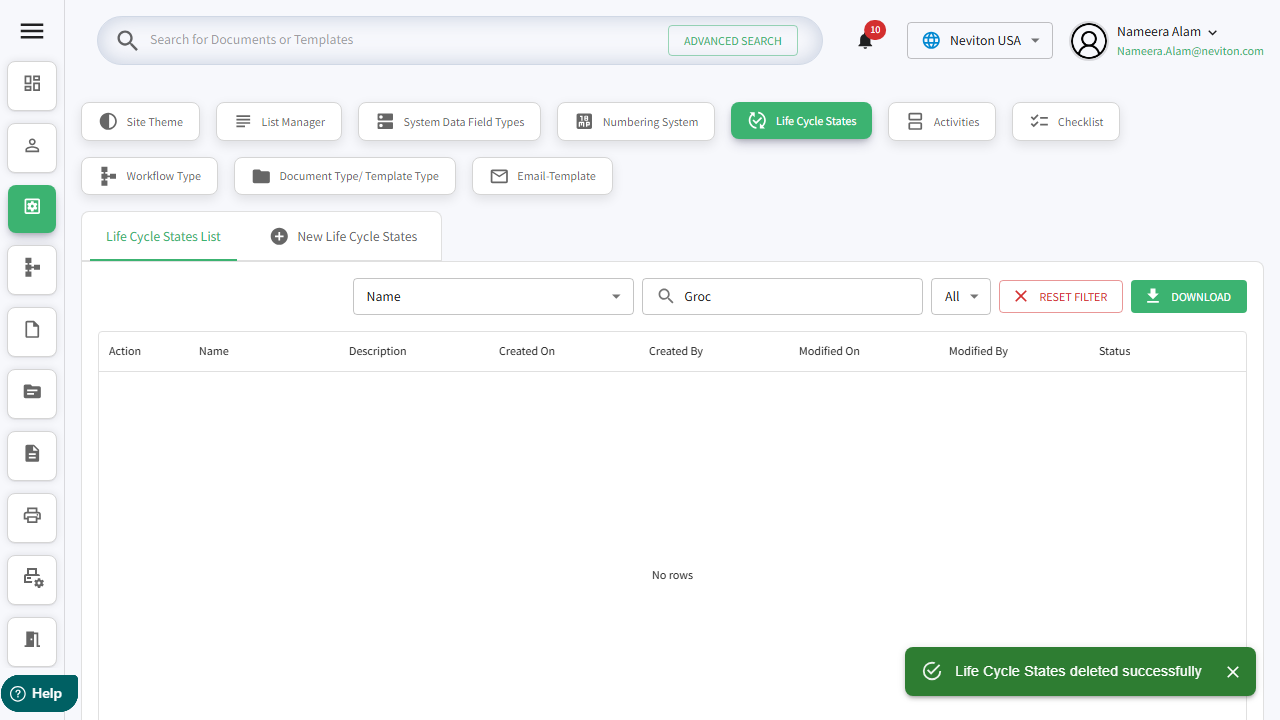 Search for Documents or Templates
ADVANCED SEARCH
10
Neviton USA
Nameera Alam
Nameera.Alam@neviton.com
Site Theme
List Manager
System Data Field Types
Numbering System
Life Cycle States
Activities
Checklist
Workflow Type
Document Type/ Template Type
Email-Template
Life Cycle States List
New Life Cycle States
Name
Groc
All
RESET FILTER
DOWNLOAD
Action Name Description Created On Created By Modified On Modified By Status
No rows
Life Cycle States deleted successfully
Help